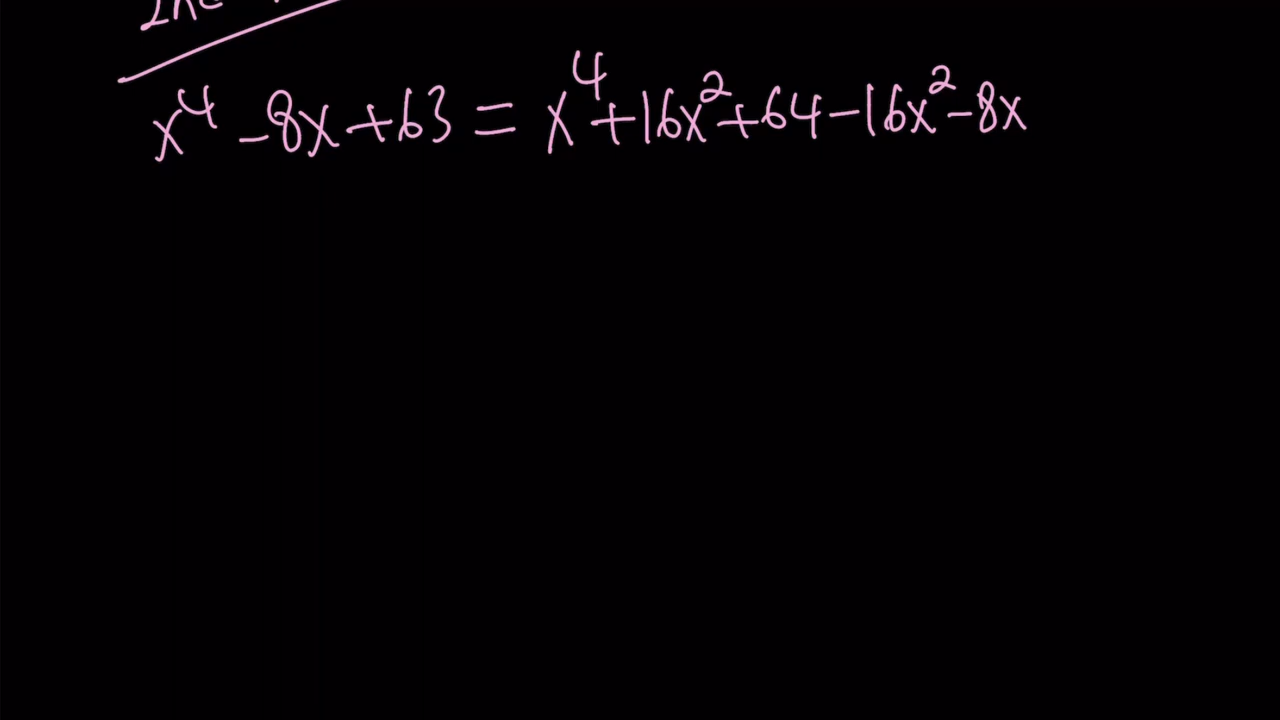 x⁴ - 8x + 63 = x⁴ + 16x² + 64 - 16x² - 8x